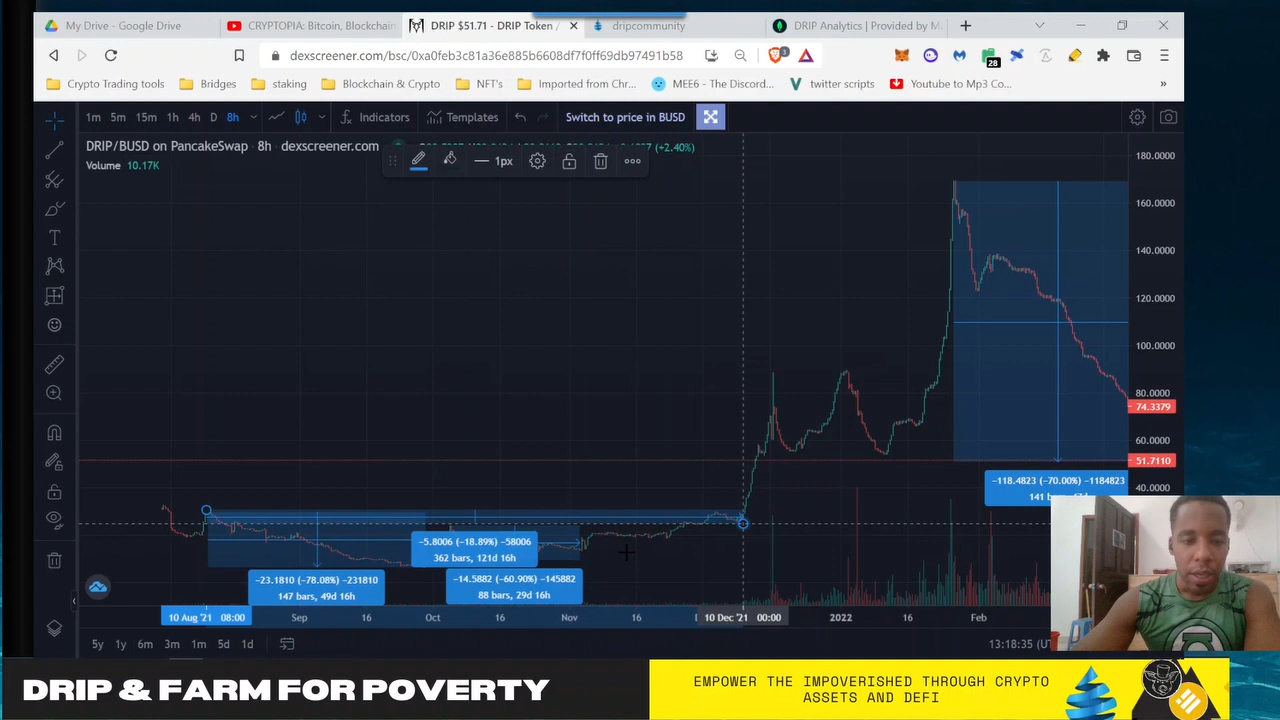 My Drive - Google Drive
CRYPTOPIA: Bitcoin, Blockchain
DRIP $51.71 - DRIP Token /
dripcommunity
DRIP Analytics | Provided by M
dexscreener.com/bsc/0xa0feb3c81a36e885b6608df7f0ff69db97491b58
3
28
Crypto Trading tools
Bridges
staking
Blockchain & Crypto
NFT's
Imported from Chr...
MEE6 - The Discord...
twitter scripts
Youtube to Mp3 Co...
»
1m 5m 15m 1h 4h D 8h
Indicators
Templates
Switch to price in BUSD
DRIP/BUSD on PancakeSwap · 8h · dexscreener.com
(+2.40%)
Volume 10.17K
1px
180.0000
160.0000
140.0000
120.0000
100.0000
80.0000
74.3379
60.0000
51.7110
40.0000
−118.4823 (−70.00%) −1184823
141 bars, 47d
−5.8006 (−18.89%) −58006
362 bars, 121d 16h
−23.1810 (−78.08%) −231810
147 bars, 49d 16h
−14.5882 (−60.90%) −145882
88 bars, 29d 16h
10 Aug '21 08:00
Sep
16
Oct
16
Nov
16
10 Dec '21 00:00
2022
16
Feb
5y 1y 6m 3m 1m 5d 1d
13:18:35 (UT
DRIP & FARM FOR POVERTY
EMPOWER THE IMPOVERISHED THROUGH CRYPTO
ASSETS AND DEFI